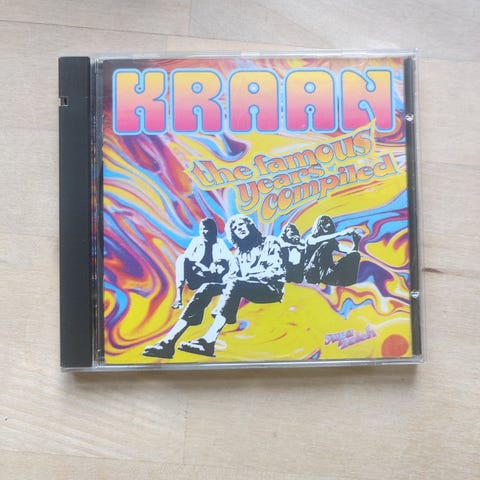 KRAAN
the famous
years
compiled